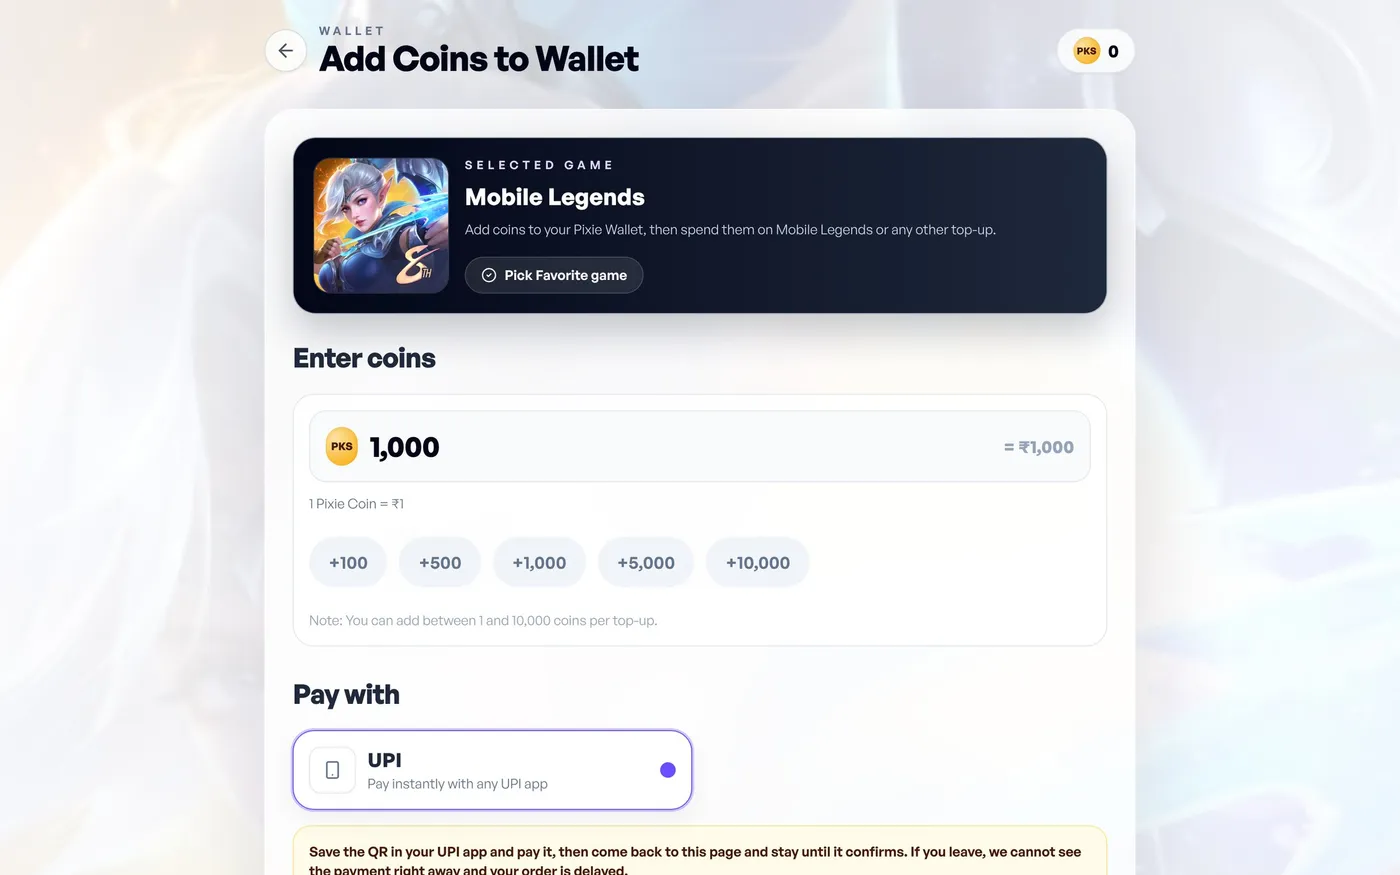 WALLET
Add Coins to Wallet
PKS 0
SELECTED GAME
Mobile Legends
Add coins to your Pixie Wallet, then spend them on Mobile Legends or any other top-up.
8TH
Pick Favorite game
Enter coins
PKS 1,000 = ₹1,000
1 Pixie Coin = ₹1
+100 +500 +1,000 +5,000 +10,000
Note: You can add between 1 and 10,000 coins per top-up.
Pay with
UPI
Pay instantly with any UPI app
Save the QR in your UPI app and pay it, then come back to this page and stay until it confirms. If you leave, we cannot see
the payment right away and your order is delayed.